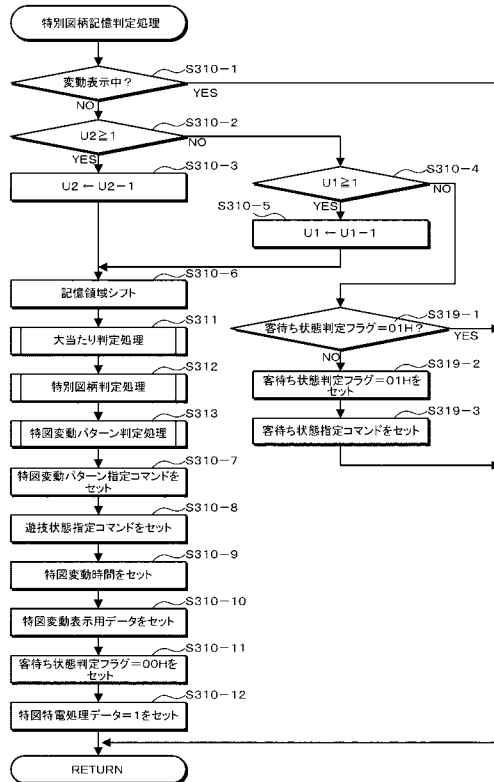 特別図柄記憶判定処理
S310-1
変動表示中?
YES
NO
S310-2
U2≧1
NO
YES
S310-3
U2 ← U2-1
S310-4
U1≧1
NO
YES
S310-5
U1 ← U1-1
S310-6
記憶領域シフト
S311
大当たり判定処理
S312
特別図柄判定処理
S313
特図変動パターン判定処理
S310-7
特図変動パターン指定コマンドを
セット
S310-8
遊技状態指定コマンドをセット
S310-9
特図変動時間をセット
S310-10
特図変動表示用データをセット
S310-11
客待ち状態判定フラグ=00Hを
セット
S310-12
特図特電処理データ=1をセット
RETURN
S319-1
客待ち状態判定フラグ=01H?
YES
NO
S319-2
客待ち状態判定フラグ=01Hを
セット
S319-3
客待ち状態指定コマンドをセット